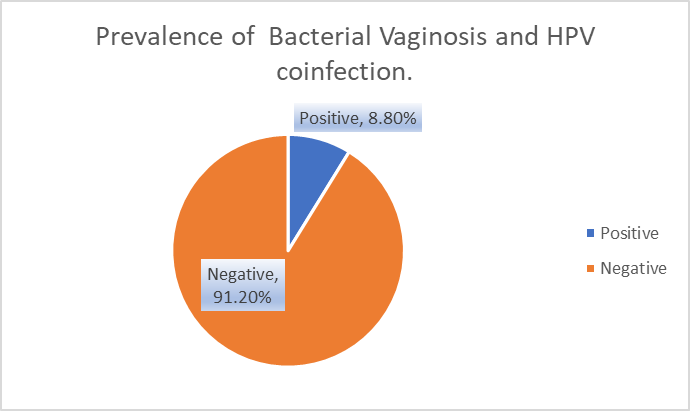 Prevalence of  Bacterial Vaginosis and HPV
coinfection.
Positive, 8.80%
Negative,
91.20%
Positive
Negative